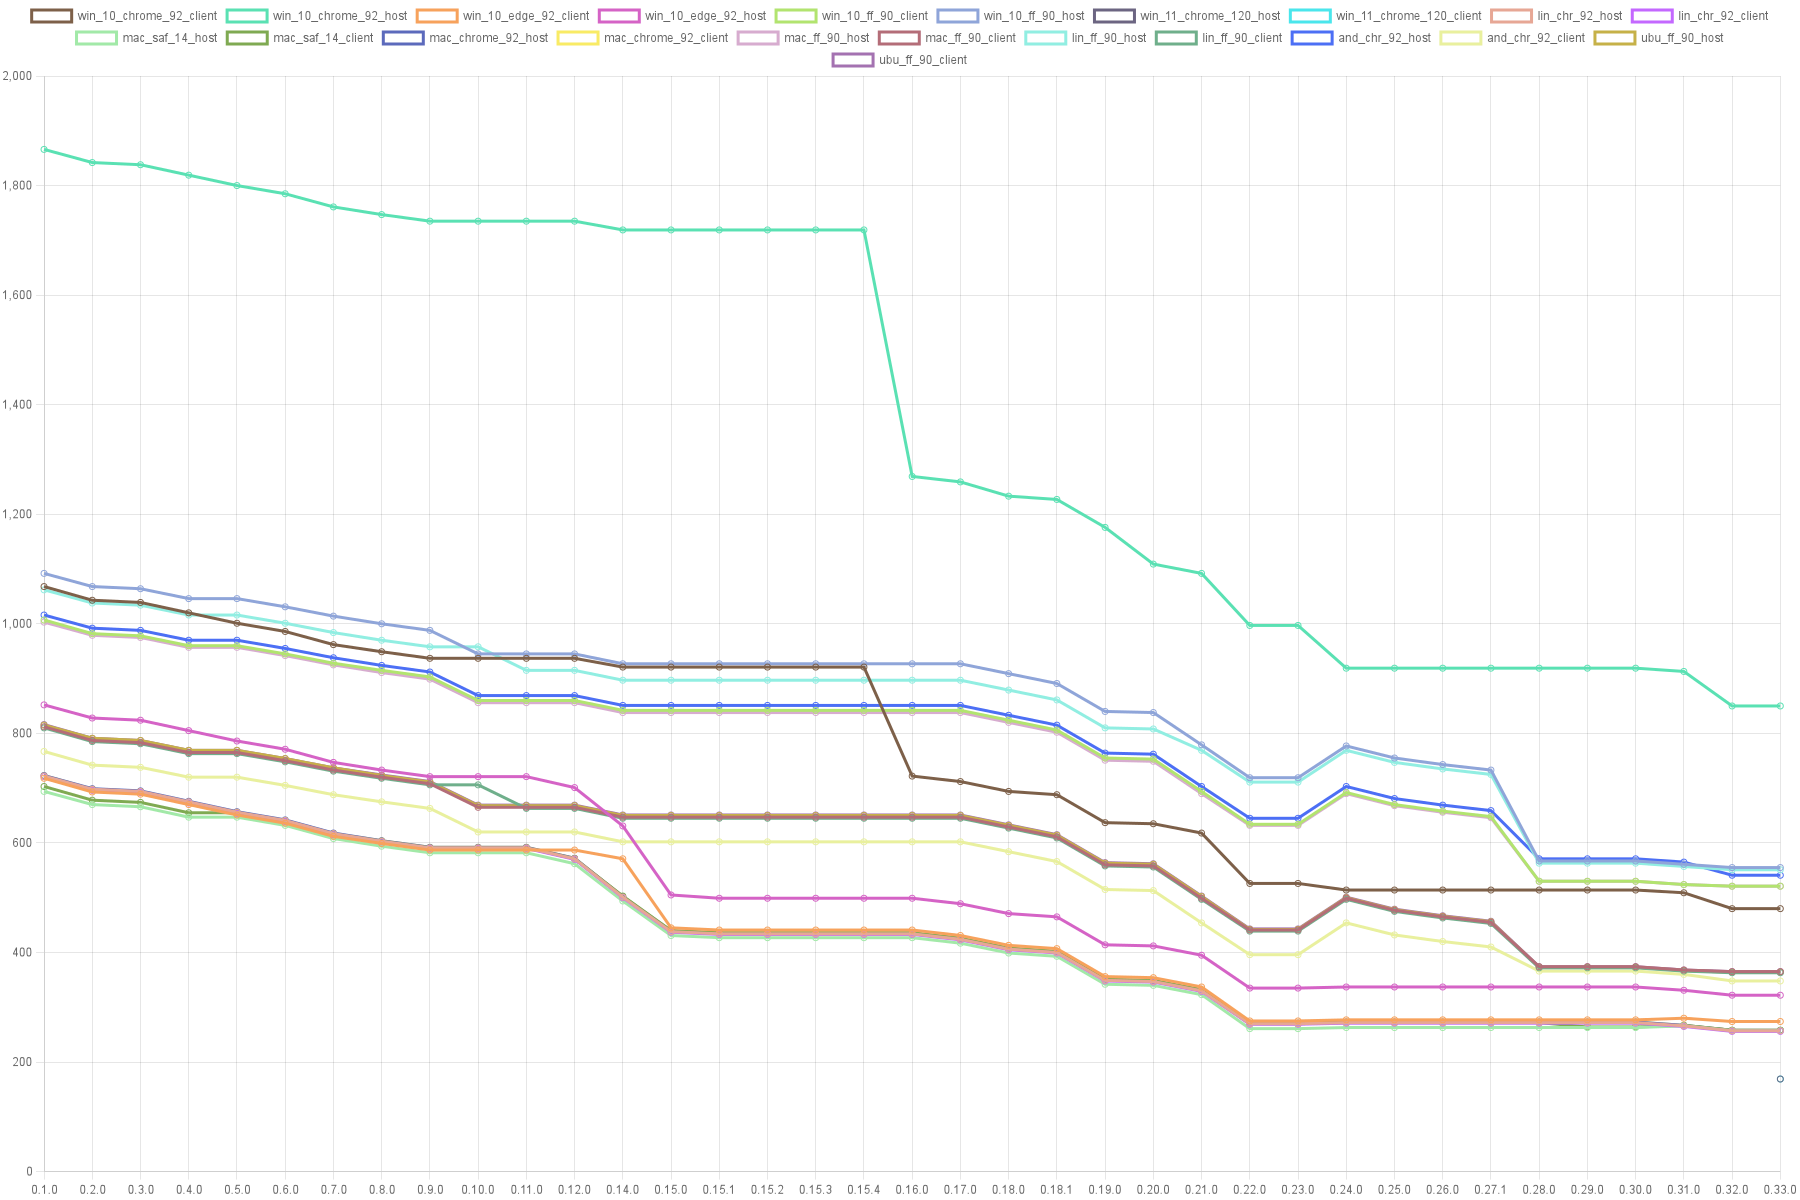 win_10_chrome_92_client win_10_chrome_92_host win_10_edge_92_client win_10_edge_92_host win_10_ff_90_client win_10_ff_90_host win_11_chrome_120_host win_11_chrome_120_client lin_chr_92_host lin_chr_92_client
mac_saf_14_host mac_saf_14_client mac_chrome_92_host mac_chrome_92_client mac_ff_90_host mac_ff_90_client lin_ff_90_host lin_ff_90_client and_chr_92_host and_chr_92_client ubu_ff_90_host
ubu_ff_90_client
2,000
1,800
1,600
1,400
1,200
1,000
800
600
400
200
0
0.1.0 0.2.0 0.3.0 0.4.0 0.5.0 0.6.0 0.7.0 0.8.0 0.9.0 0.10.0 0.11.0 0.12.0 0.14.0 0.15.0 0.15.1 0.15.2 0.15.3 0.15.4 0.16.0 0.17.0 0.18.0 0.18.1 0.19.0 0.20.0 0.21.0 0.22.0 0.23.0 0.24.0 0.25.0 0.26.0 0.27.1 0.28.0 0.29.0 0.30.0 0.31.0 0.32.0 0.33.0